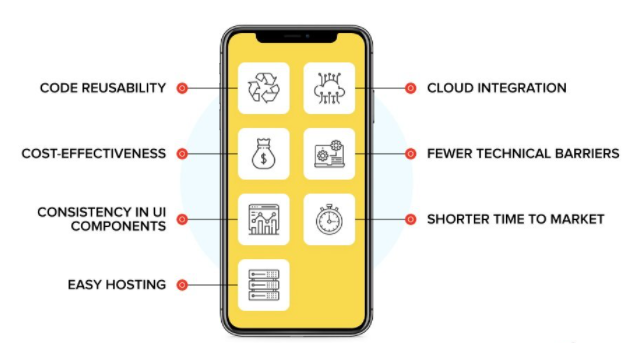 CODE REUSABILITY
CLOUD INTEGRATION
COST-EFFECTIVENESS
$
FEWER TECHNICAL BARRIERS
CONSISTENCY IN UI
COMPONENTS
SHORTER TIME TO MARKET
EASY HOSTING